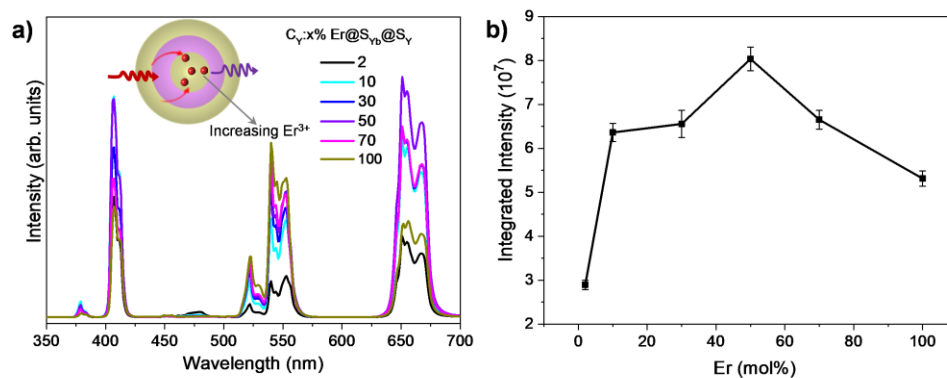 a)
C_Y:x% Er@S_Yb@S_Y
2
10
30
50
70
100
Increasing Er³⁺
Intensity (arb. units)
350 400 450 500 550 600 650 700
Wavelength (nm)
b)
Integrated Intensity (10⁷)
9
8
7
6
5
4
3
2
0 20 40 60 80 100
Er (mol%)